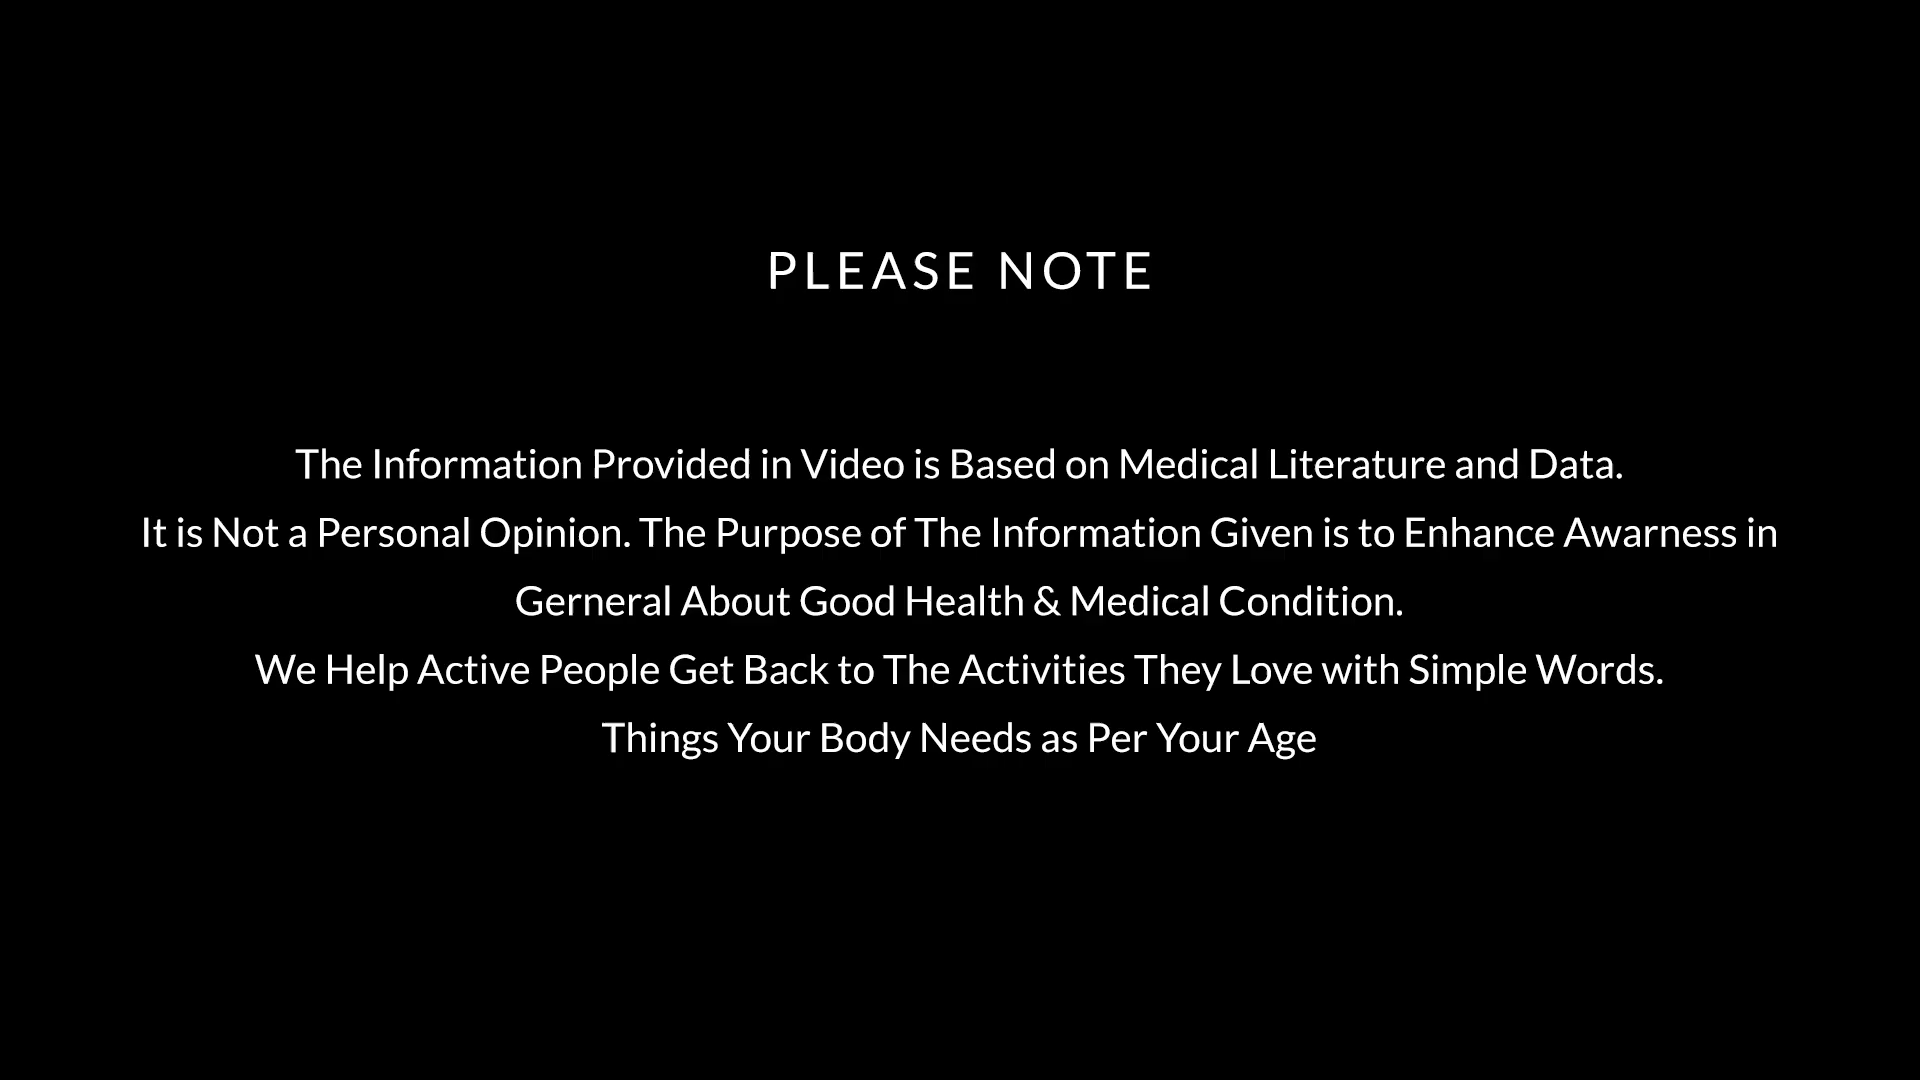 PLEASE NOTE
The Information Provided in Video is Based on Medical Literature and Data.
It is Not a Personal Opinion. The Purpose of The Information Given is to Enhance Awarness in
Gerneral About Good Health & Medical Condition.
We Help Active People Get Back to The Activities They Love with Simple Words.
Things Your Body Needs as Per Your Age